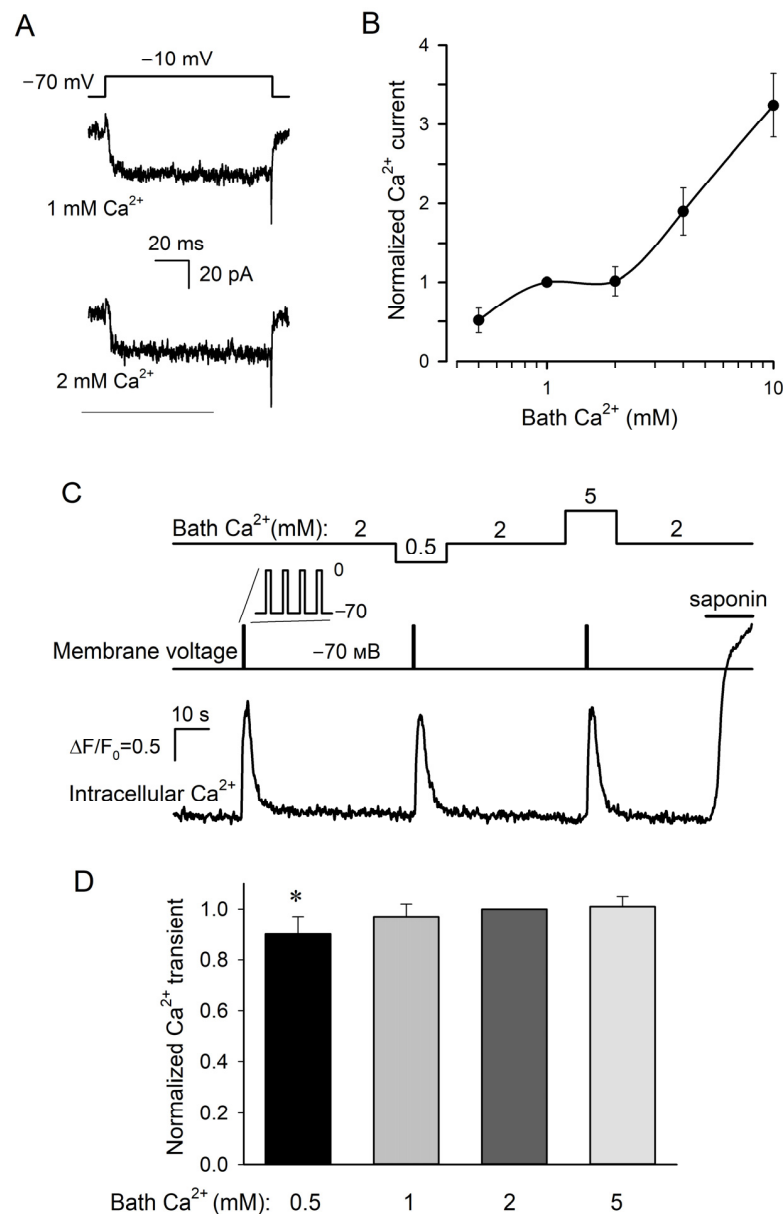 A
−10 mV
−70 mV
1 mM Ca²⁺
20 ms
20 pA
2 mM Ca²⁺
B
4
3
2
1
0
Normalized Ca²⁺ current
1
10
Bath Ca²⁺ (mM)
C
Bath Ca²⁺(mM): 2 0.5 2 5 2
0
−70
saponin
Membrane voltage
−70 мВ
10 s
ΔF/F₀=0.5
Intracellular Ca²⁺
D
*
1.0
0.8
0.6
0.4
0.2
0.0
Normalized Ca²⁺ transient
Bath Ca²⁺ (mM): 0.5 1 2 5